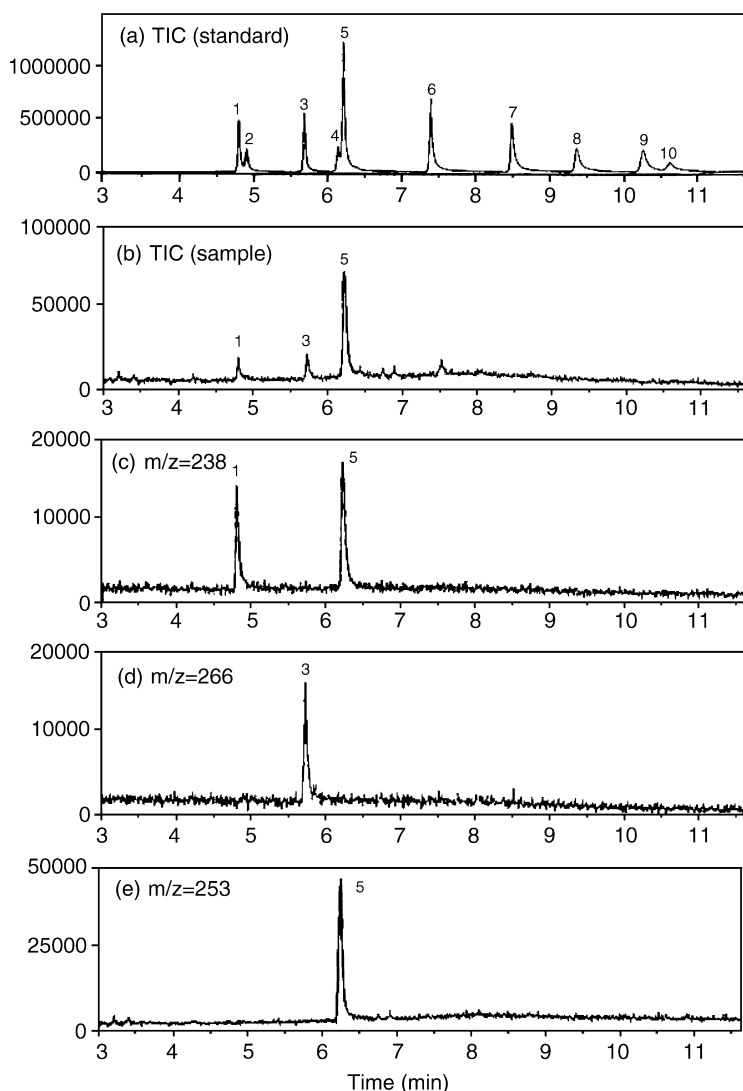 (a) TIC (standard)
1000000
500000
0
1
2
3
4
5
6
7
8
9
10
3 4 5 6 7 8 9 10 11
100000
(b) TIC (sample)
50000
0
1
3
5
3 4 5 6 7 8 9 10 11
20000
(c) m/z=238
10000
0
1
5
3 4 5 6 7 8 9 10 11
20000
(d) m/z=266
10000
0
3
3 4 5 6 7 8 9 10 11
50000
(e) m/z=253
25000
0
5
3 4 5 6 7 8 9 10 11
Time (min)